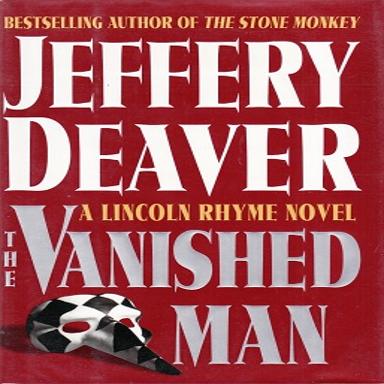 BESTSELLING AUTHOR OF THE STONE MONKEY
JEFFERY
DEAVER
A LINCOLN RHYME NOVEL
THE
VANISHED
MAN